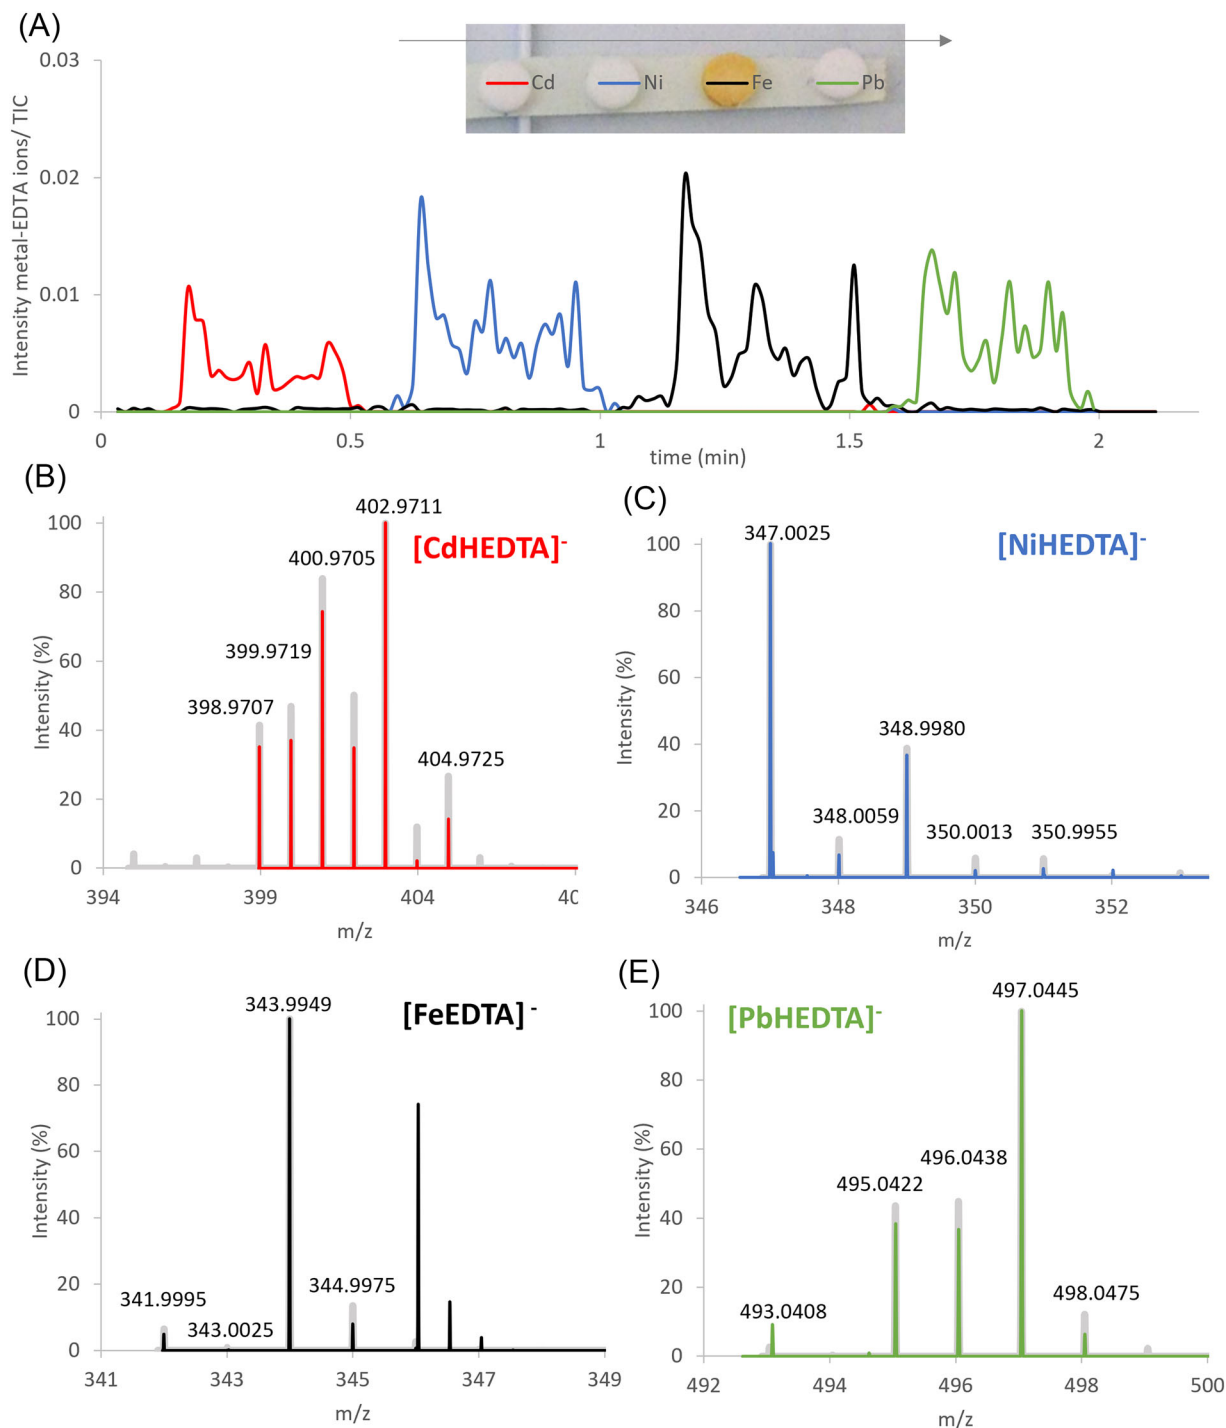 (A)
Cd Ni Fe Pb
Intensity metal-EDTA ions/ TIC
0.03
0.02
0.01
0
0 0.5 1 1.5 2
time (min)
(B)
[CdHEDTA]-
402.9711
400.9705
399.9719
398.9707
404.9725
Intensity (%)
100
80
60
40
20
0
394 399 404 40
m/z
(C)
[NiHEDTA]-
347.0025
348.9980
348.0059
350.0013
350.9955
Intensity (%)
100
80
60
40
20
0
346 348 350 352
m/z
(D)
[FeEDTA] -
343.9949
344.9975
341.9995
343.0025
Intensity (%)
100
80
60
40
20
0
341 343 345 347 349
m/z
(E)
[PbHEDTA]-
497.0445
496.0438
495.0422
498.0475
493.0408
Intensity (%)
100
80
60
40
20
0
492 494 496 498 500
m/z